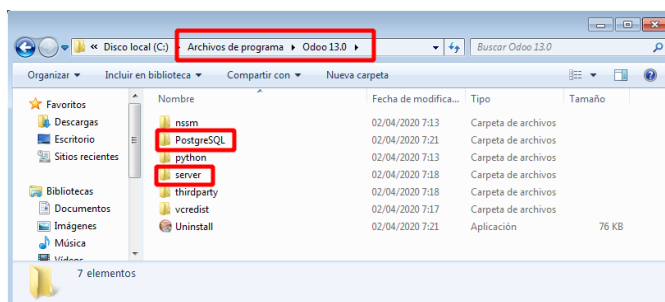 « Disco local (C:) ▸ Archivos de programa ▸ Odoo 13.0 ▸
Buscar Odoo 13.0
Organizar Incluir en biblioteca Compartir con Nueva carpeta
Favoritos
Descargas
Escritorio
Sitios recientes
Bibliotecas
Documentos
Imágenes
Música
Vídeos
Nombre Fecha de modifica... Tipo Tamaño
nssm 02/04/2020 7:13 Carpeta de archivos
PostgreSQL 02/04/2020 7:21 Carpeta de archivos
python 02/04/2020 7:13 Carpeta de archivos
server 02/04/2020 7:18 Carpeta de archivos
thirdparty 02/04/2020 7:18 Carpeta de archivos
vcredist 02/04/2020 7:17 Carpeta de archivos
Uninstall 02/04/2020 7:21 Aplicación 76 KB
7 elementos